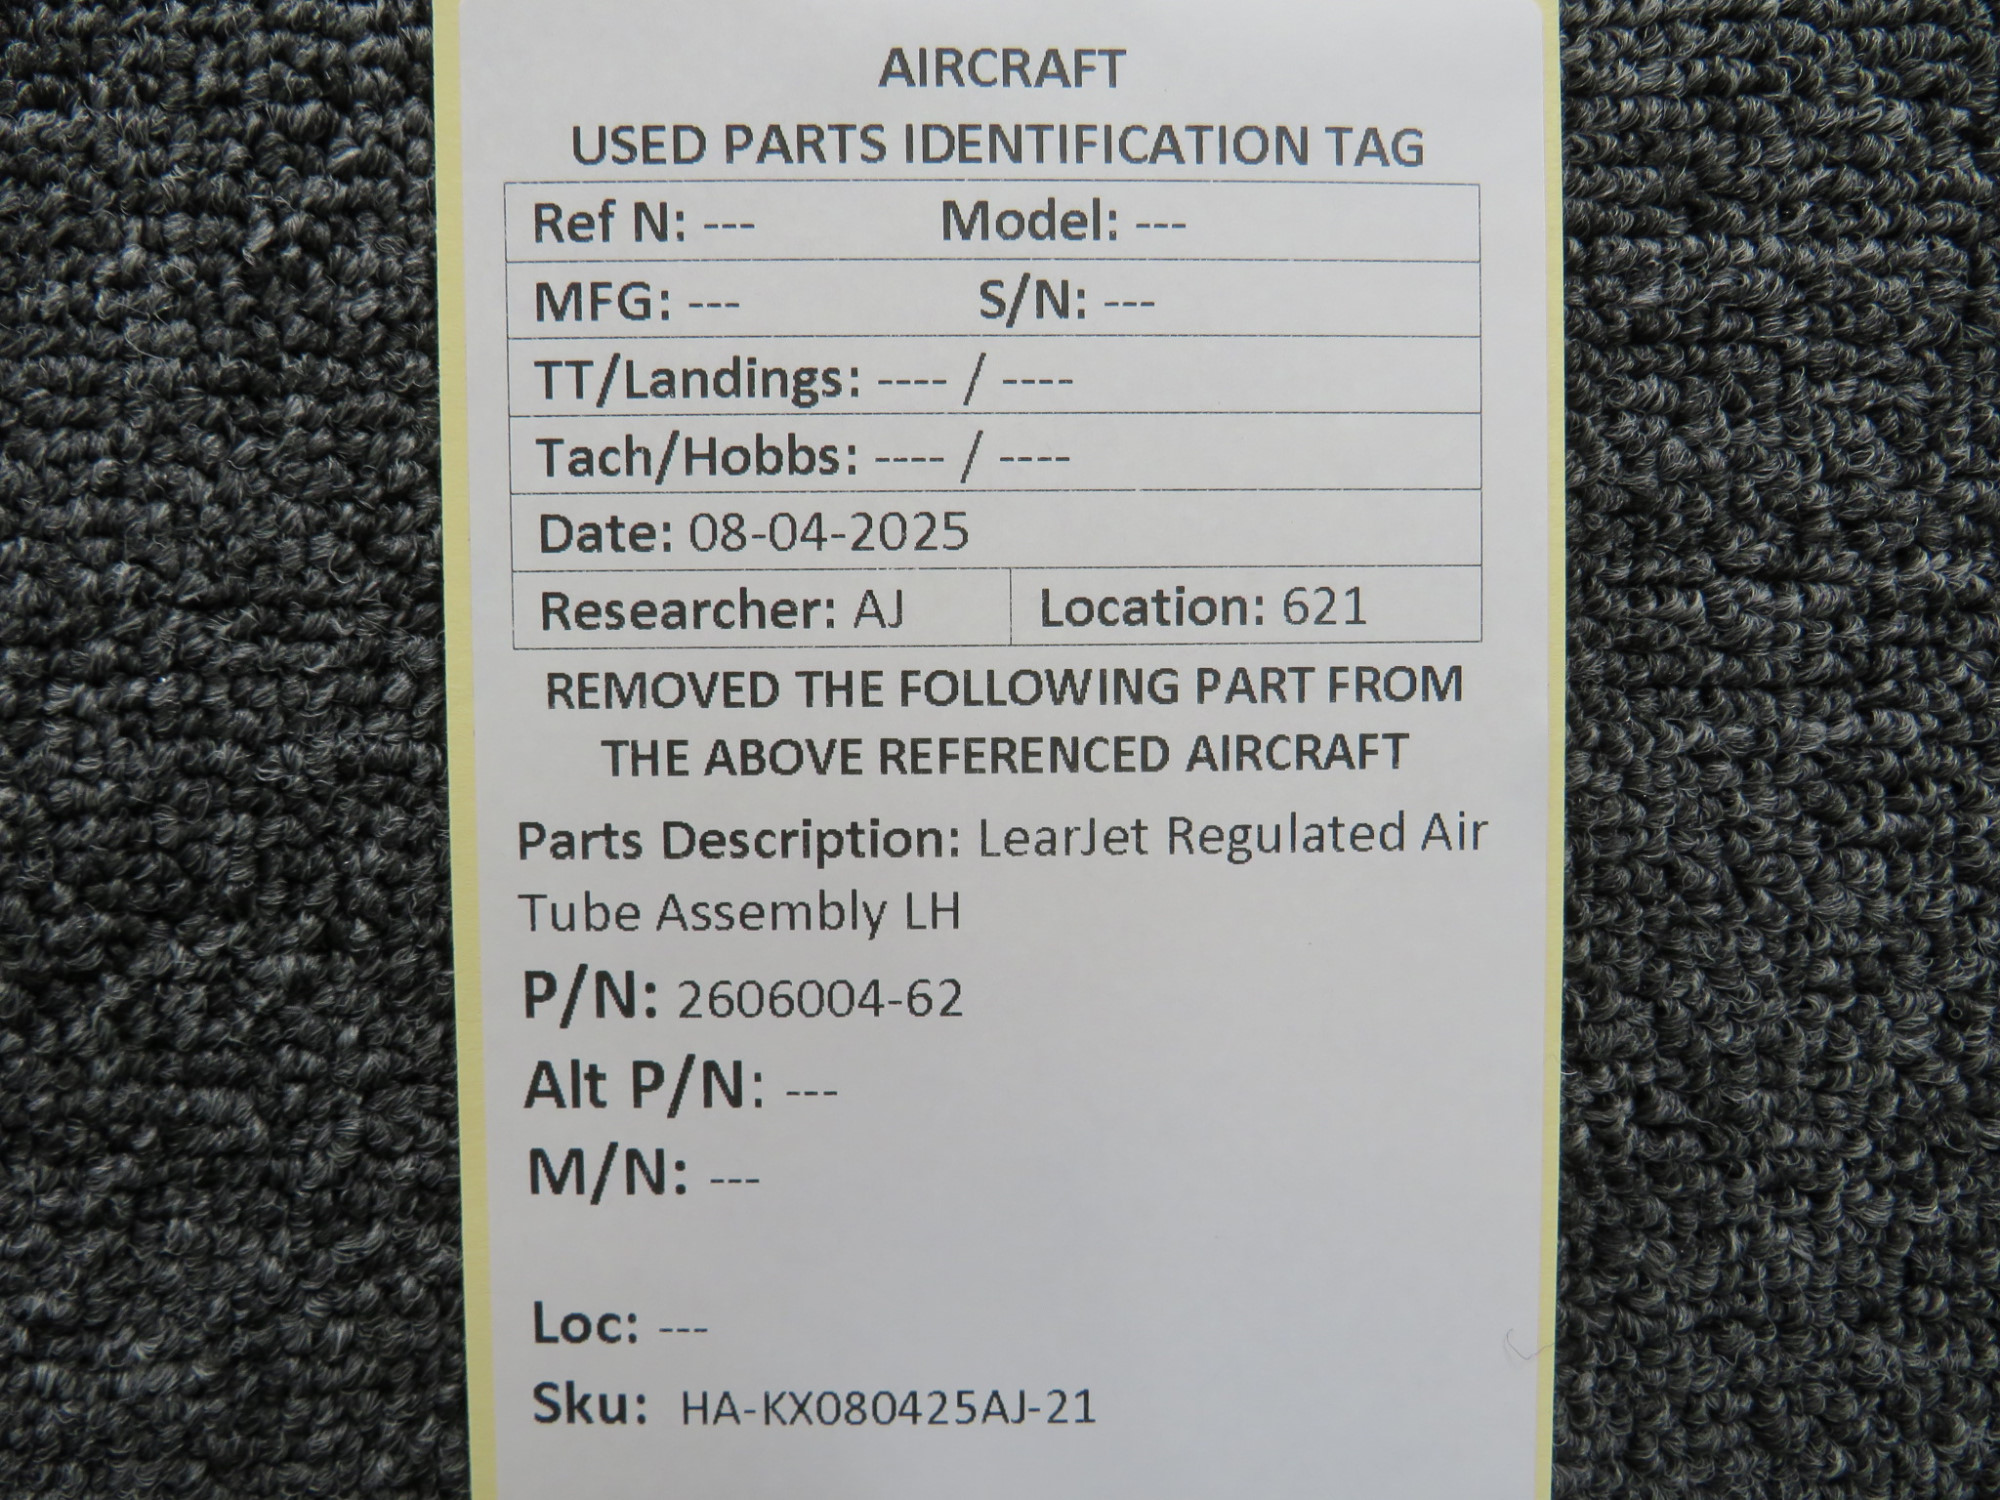 AIRCRAFT
USED PARTS IDENTIFICATION TAG
Ref N: --- Model: ---
MFG: --- S/N: ---
TT/Landings: ---- / ----
Tach/Hobbs: ---- / ----
Date: 08-04-2025
Researcher: AJ Location: 621
REMOVED THE FOLLOWING PART FROM
THE ABOVE REFERENCED AIRCRAFT
Parts Description: LearJet Regulated Air
Tube Assembly LH
P/N: 2606004-62
Alt P/N: ---
M/N: ---
Loc: ---
Sku: HA-KX080425AJ-21